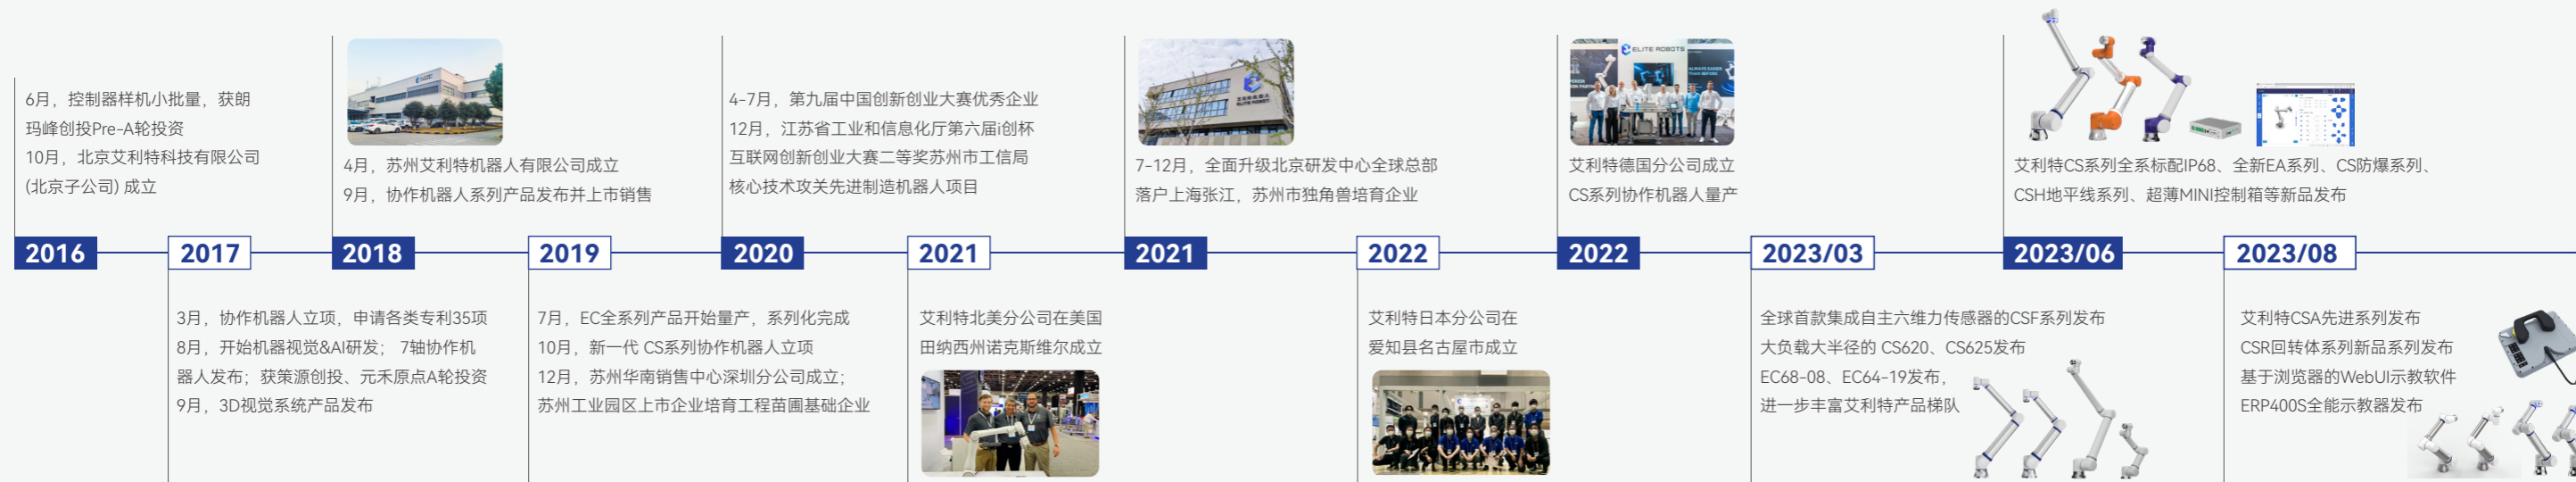 6月，控制器样机小批量，获朗
玛峰创投Pre-A轮投资
10月，北京艾利特科技有限公司
(北京子公司) 成立
2016
2017
3月，协作机器人立项，申请各类专利35项
8月，开始机器视觉&AI研发； 7轴协作机
器人发布；获策源创投、元禾原点A轮投资
9月，3D视觉系统产品发布
4月，苏州艾利特机器人有限公司成立
9月，协作机器人系列产品发布并上市销售
2018
2019
7月，EC全系列产品开始量产，系列化完成
10月，新一代 CS系列协作机器人立项
12月，苏州华南销售中心深圳分公司成立；
苏州工业园区上市企业培育工程苗圃基础企业
4-7月，第九届中国创新创业大赛优秀企业
12月，江苏省工业和信息化厅第六届i创杯
互联网创新创业大赛二等奖苏州市工信局
核心技术攻关先进制造机器人项目
2020
2021
艾利特北美分公司在美国
田纳西州诺克斯维尔成立
艾利特机器人
ELITE ROBOT
7-12月，全面升级北京研发中心全球总部
落户上海张江，苏州市独角兽培育企业
2021
2022
艾利特日本分公司在
爱知县名古屋市成立
ELITE ROBOTS
ALWAYS EASIER
THAN BEFORE
艾利特德国分公司成立
CS系列协作机器人量产
2022
2023/03
全球首款集成自主六维力传感器的CSF系列发布
大负载大半径的 CS620、CS625发布
EC68-08、EC64-19发布，
进一步丰富艾利特产品梯队
艾利特CS系列全系标配IP68、全新EA系列、CS防爆系列、
CSH地平线系列、超薄MINI控制箱等新品发布
2023/06
2023/08
艾利特CSA先进系列发布
CSR回转体系列新品系列发布
基于浏览器的WebUI示教软件
ERP400S全能示教器发布